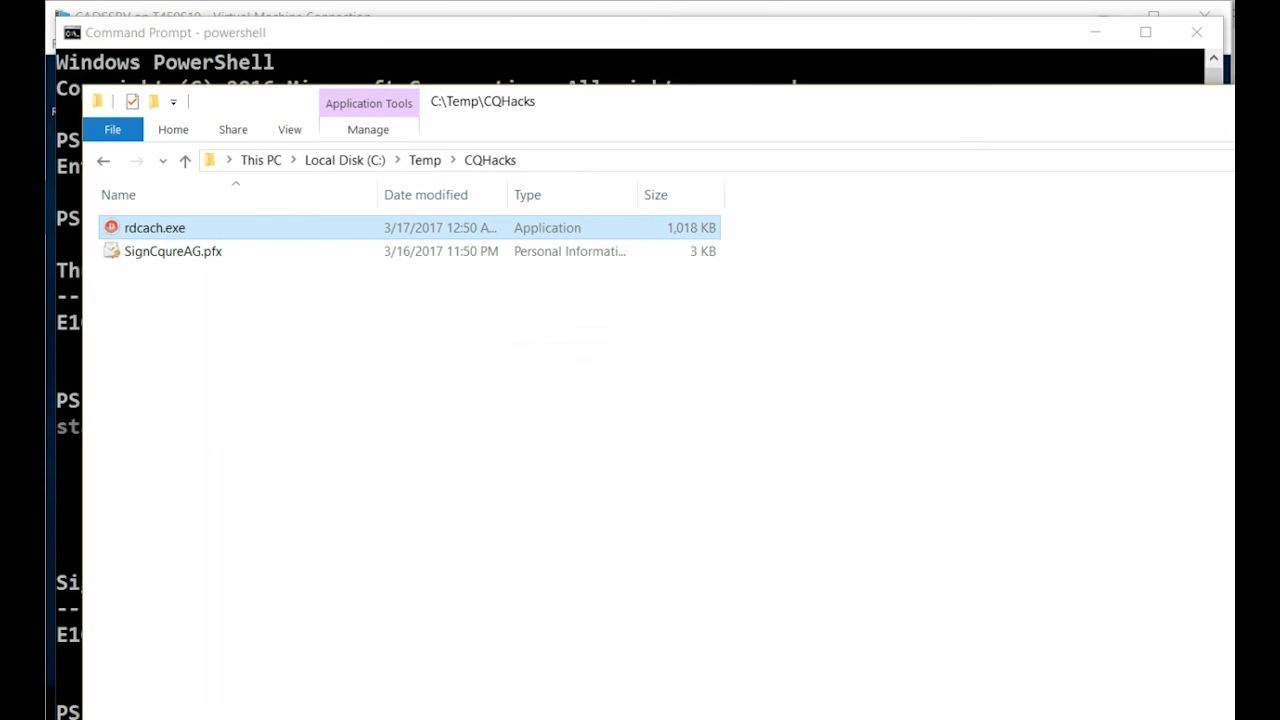 Command Prompt - powershell
Windows PowerShell
C:\Temp\CQHacks
Application Tools
File Home Share View Manage
This PC > Local Disk (C:) > Temp > CQHacks
Name Date modified Type Size
rdcach.exe 3/17/2017 12:50 A... Application 1,018 KB
SignCqureAG.pfx 3/16/2017 11:50 PM Personal Informati... 3 KB
PS
PS
PS
PS